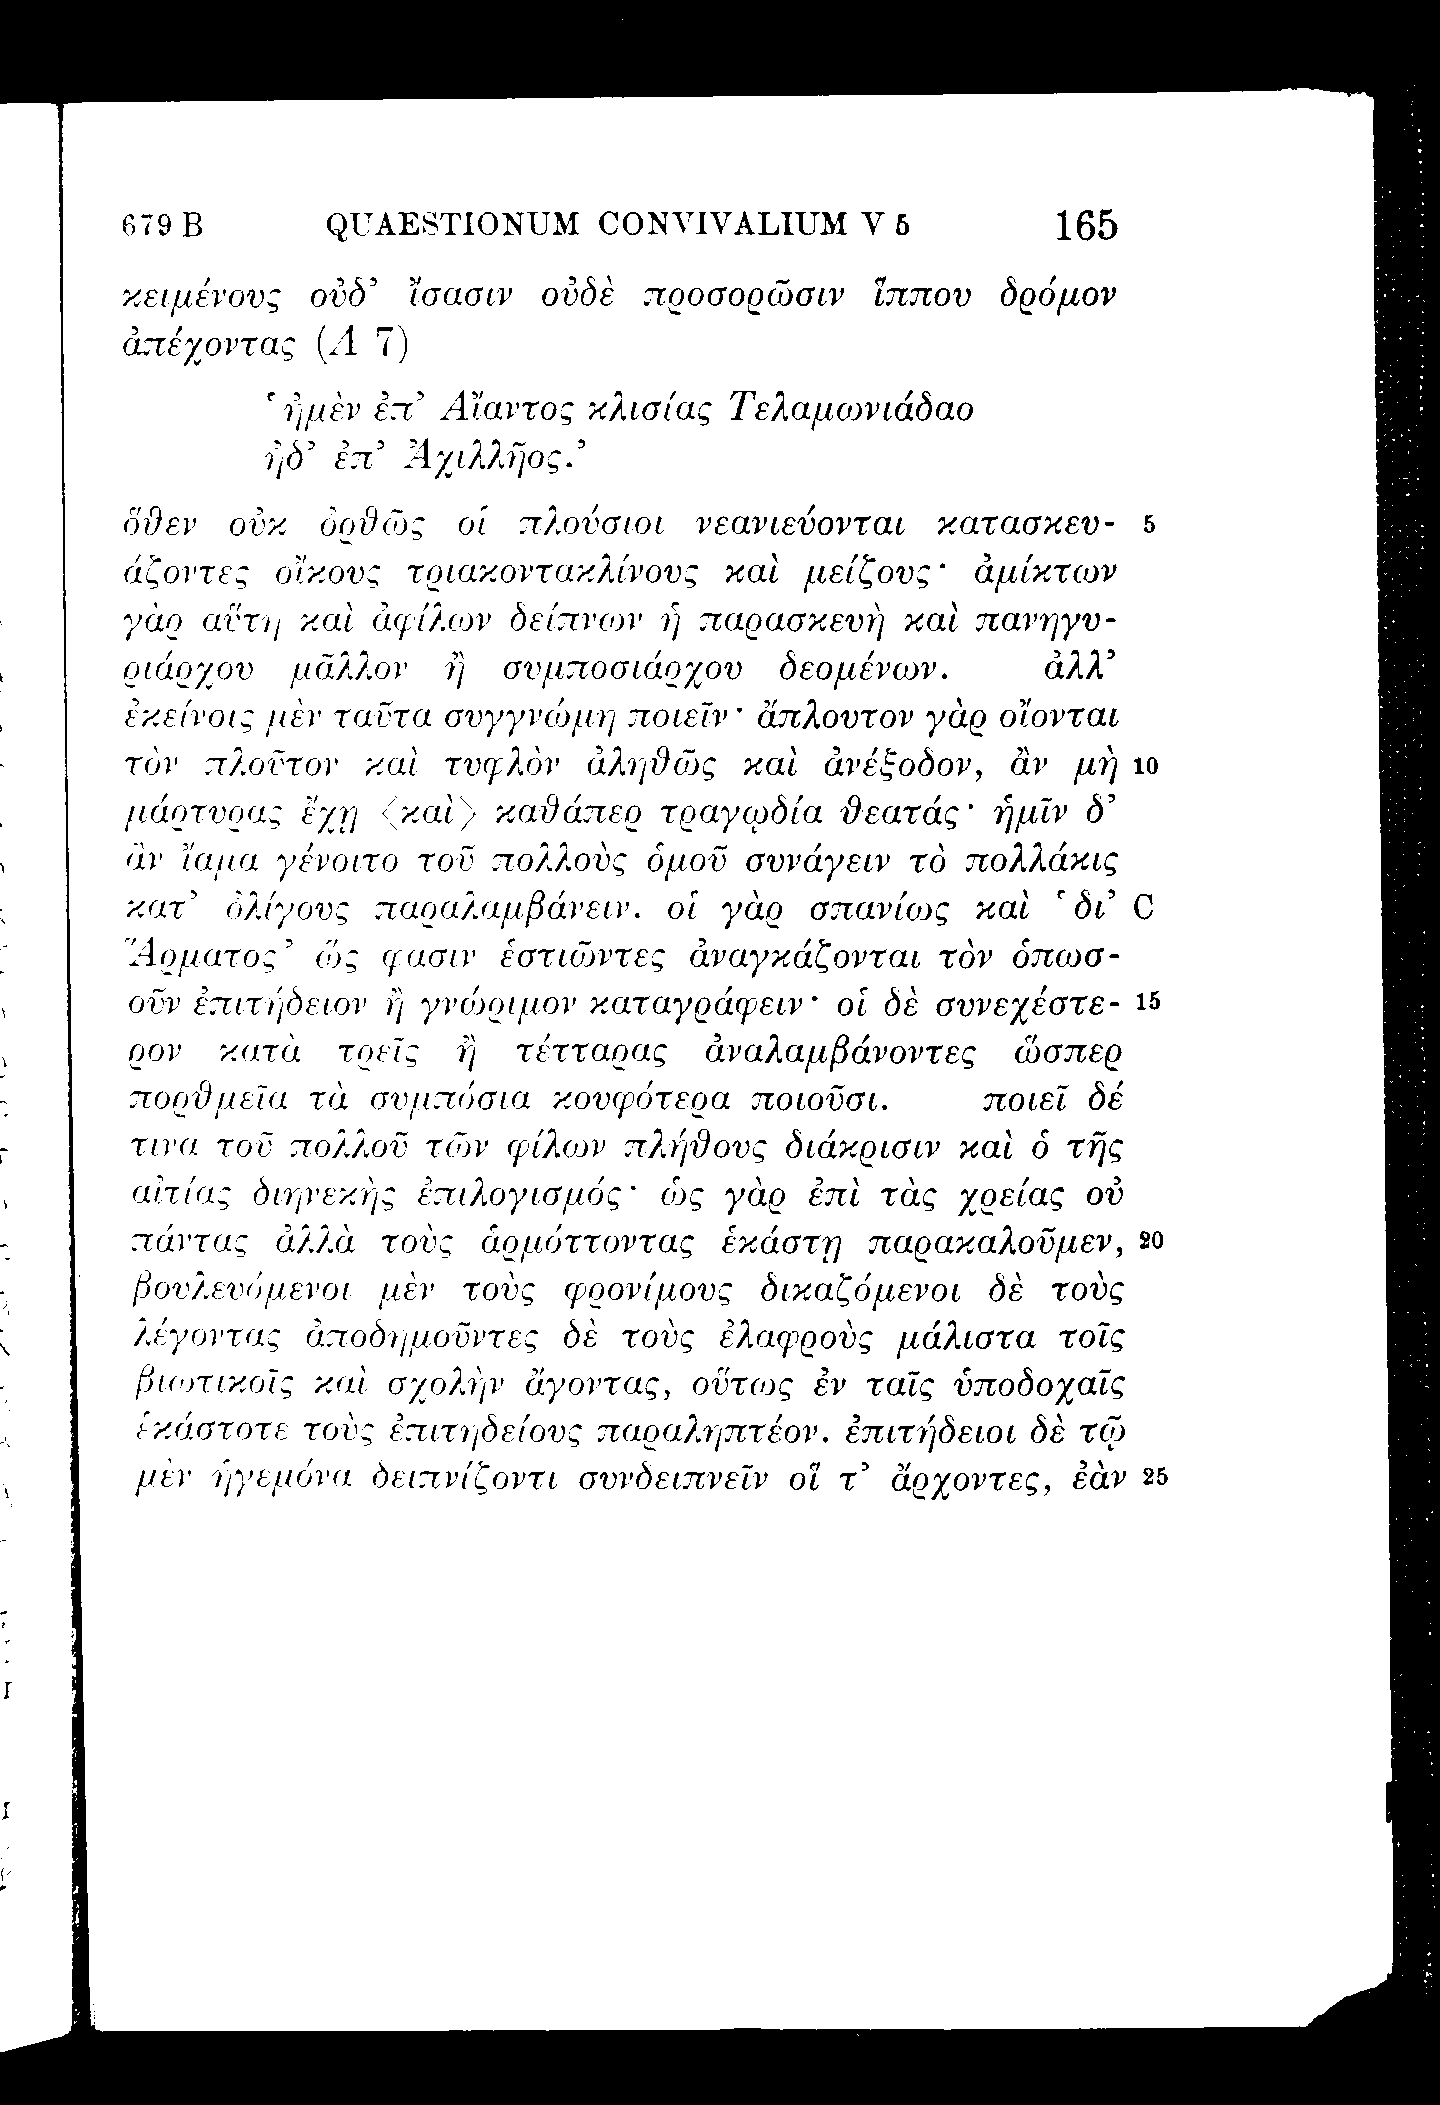 679 B QUAESTIONUM CONVIVALIUM V 5 165
κειμένους οὐδ’ ἴσασιν οὐδὲ προσορῶσιν ἵππου δρόμον
ἀπέχοντας (Λ 7)
‘ἠμὲν ἐπ’ Αἴαντος κλισίας Τελαμωνιάδαο
ἠδ’ ἐπ’ Ἀχιλλῆος.’
ὅθεν οὐκ ὀρθῶς οἱ πλούσιοι νεανιεύονται κατασκευ- 5
άζοντες οἴκους τριακοντακλίνους καὶ μείζους· ἀμίκτων
γὰρ αὕτη καὶ ἀφίλων δείπνων ἡ παρασκευὴ καὶ πανηγυ-
ριάρχου μᾶλλον ἢ συμποσιάρχου δεομένων. ἀλλ’
ἐκείνοις μὲν ταῦτα συγγνώμη ποιεῖν· ἄπλουτον γὰρ οἴονται
τὸν πλοῦτον καὶ τυφλὸν ἀληθῶς καὶ ἀνέξοδον, ἂν μὴ 10
μάρτυρας ἔχῃ <καὶ> καθάπερ τραγῳδία θεατάς· ἡμῖν δ’
ἂν ἴαμα γένοιτο τοῦ πολλοὺς ὁμοῦ συνάγειν τὸ πολλάκις
κατ’ ὀλίγους παραλαμβάνειν. οἱ γὰρ σπανίως καὶ ‘δι’ C
Ἅρματος’ ὥς φασιν ἑστιῶντες ἀναγκάζονται τὸν ὁπωσ-
οῦν ἐπιτήδειον ἢ γνώριμον καταγράφειν· οἱ δὲ συνεχέστε- 15
ρον κατὰ τρεῖς ἢ τέτταρας ἀναλαμβάνοντες ὥσπερ
πορθμεῖα τὰ συμπόσια κουφότερα ποιοῦσι. ποιεῖ δέ
τινα τοῦ πολλοῦ τῶν φίλων πλήθους διάκρισιν καὶ ὁ τῆς
αἰτίας διηνεκὴς ἐπιλογισμός· ὡς γὰρ ἐπὶ τὰς χρείας οὐ
πάντας ἀλλὰ τοὺς ἁρμόττοντας ἑκάστῃ παρακαλοῦμεν, 20
βουλευόμενοι μὲν τοὺς φρονίμους δικαζόμενοι δὲ τοὺς
λέγοντας ἀποδημοῦντες δὲ τοὺς ἐλαφροὺς μάλιστα τοῖς
βιωτικοῖς καὶ σχολὴν ἄγοντας, οὕτως ἐν ταῖς ὑποδοχαῖς
ἑκάστοτε τοὺς ἐπιτηδείους παραληπτέον. ἐπιτήδειοι δὲ τῷ
μὲν ἡγεμόνα δειπνίζοντι συνδειπνεῖν οἵ τ’ ἄρχοντες, ἐὰν 25